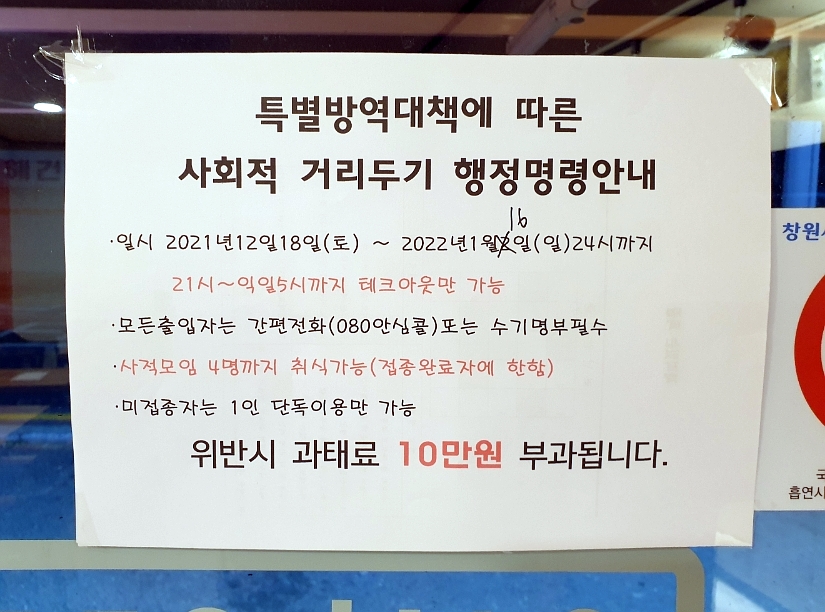 특별방역대책에 따른
사회적 거리두기 행정명령안내
16
·일시 2021년12일18일(토) ~ 2022년1월2일(일)24시까지
21시~익일5시까지 테크아웃만 가능
·모든출입자는 간편전화(080안심콜)또는 수기명부필수
·사적모임 4명까지 취식가능(접종완료자에 한함)
·미접종자는 1인 단독이용만 가능
위반시 과태료 10만원 부과됩니다.
창원시
흡연시